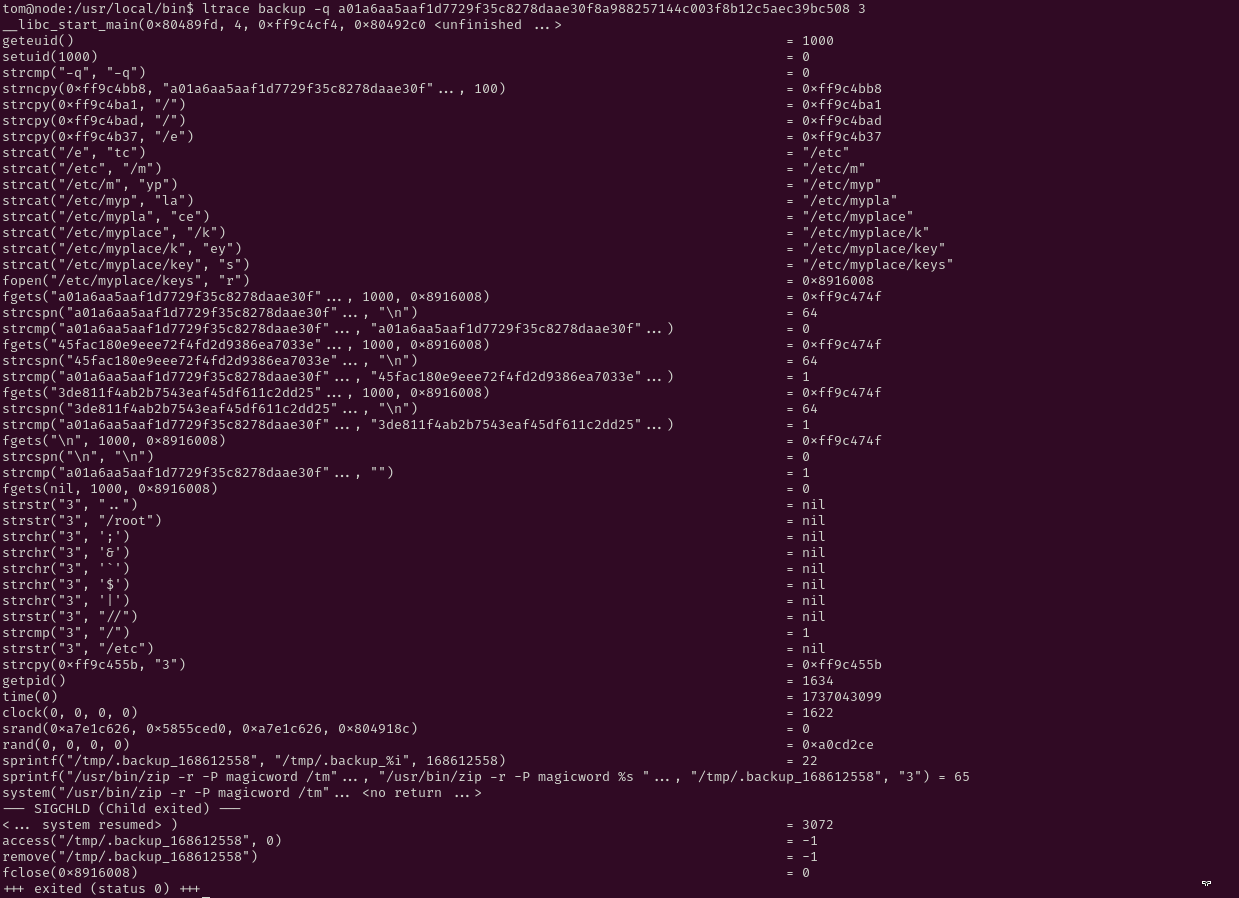 tom@node:/usr/local/bin$ ltrace backup -q a01a6aa5aaf1d7729f35c8278daae30f8a988257144c003f8b12c5aec39bc508 3
__libc_start_main(0×80489fd, 4, 0×ff9c4cf4, 0×80492c0 <unfinished ...>
geteuid() = 1000
setuid(1000) = 0
strcmp("-q", "-q") = 0
strncpy(0×ff9c4bb8, "a01a6aa5aaf1d7729f35c8278daae30f"..., 100) = 0×ff9c4bb8
strcpy(0×ff9c4ba1, "/") = 0×ff9c4ba1
strcpy(0×ff9c4bad, "/") = 0×ff9c4bad
strcpy(0×ff9c4b37, "/e") = 0×ff9c4b37
strcat("/e", "tc") = "/etc"
strcat("/etc", "/m") = "/etc/m"
strcat("/etc/m", "yp") = "/etc/myp"
strcat("/etc/myp", "la") = "/etc/mypla"
strcat("/etc/mypla", "ce") = "/etc/myplace"
strcat("/etc/myplace", "/k") = "/etc/myplace/k"
strcat("/etc/myplace/k", "ey") = "/etc/myplace/key"
strcat("/etc/myplace/key", "s") = "/etc/myplace/keys"
fopen("/etc/myplace/keys", "r") = 0×8916008
fgets("a01a6aa5aaf1d7729f35c8278daae30f"..., 1000, 0×8916008) = 0×ff9c474f
strcspn("a01a6aa5aaf1d7729f35c8278daae30f"..., "\n") = 64
strcmp("a01a6aa5aaf1d7729f35c8278daae30f"..., "a01a6aa5aaf1d7729f35c8278daae30f"...) = 0
fgets("45fac180e9eee72f4fd2d9386ea7033e"..., 1000, 0×8916008) = 0×ff9c474f
strcspn("45fac180e9eee72f4fd2d9386ea7033e"..., "\n") = 64
strcmp("a01a6aa5aaf1d7729f35c8278daae30f"..., "45fac180e9eee72f4fd2d9386ea7033e"...) = 1
fgets("3de811f4ab2b7543eaf45df611c2dd25"..., 1000, 0×8916008) = 0×ff9c474f
strcspn("3de811f4ab2b7543eaf45df611c2dd25"..., "\n") = 64
strcmp("a01a6aa5aaf1d7729f35c8278daae30f"..., "3de811f4ab2b7543eaf45df611c2dd25"...) = 1
fgets("\n", 1000, 0×8916008) = 0×ff9c474f
strcspn("\n", "\n") = 0
strcmp("a01a6aa5aaf1d7729f35c8278daae30f"..., "") = 1
fgets(nil, 1000, 0×8916008) = 0
strstr("3", "..") = nil
strstr("3", "/root") = nil
strchr("3", ';') = nil
strchr("3", '&') = nil
strchr("3", '`') = nil
strchr("3", '$') = nil
strchr("3", '|') = nil
strstr("3", "//") = nil
strcmp("3", "/") = 1
strstr("3", "/etc") = nil
strcpy(0×ff9c455b, "3") = 0×ff9c455b
getpid() = 1634
time(0) = 1737043099
clock(0, 0, 0, 0) = 1622
srand(0×a7e1c626, 0×5855ced0, 0×a7e1c626, 0×804918c) = 0
rand(0, 0, 0, 0) = 0×a0cd2ce
sprintf("/tmp/.backup_168612558", "/tmp/.backup_%i", 168612558) = 22
sprintf("/usr/bin/zip -r -P magicword /tm"..., "/usr/bin/zip -r -P magicword %s "..., "/tmp/.backup_168612558", "3") = 65
system("/usr/bin/zip -r -P magicword /tm"... <no return ...>
--- SIGCHLD (Child exited) ---
<... system resumed> ) = 3072
access("/tmp/.backup_168612558", 0) = -1
remove("/tmp/.backup_168612558") = -1
fclose(0×8916008) = 0
+++ exited (status 0) +++